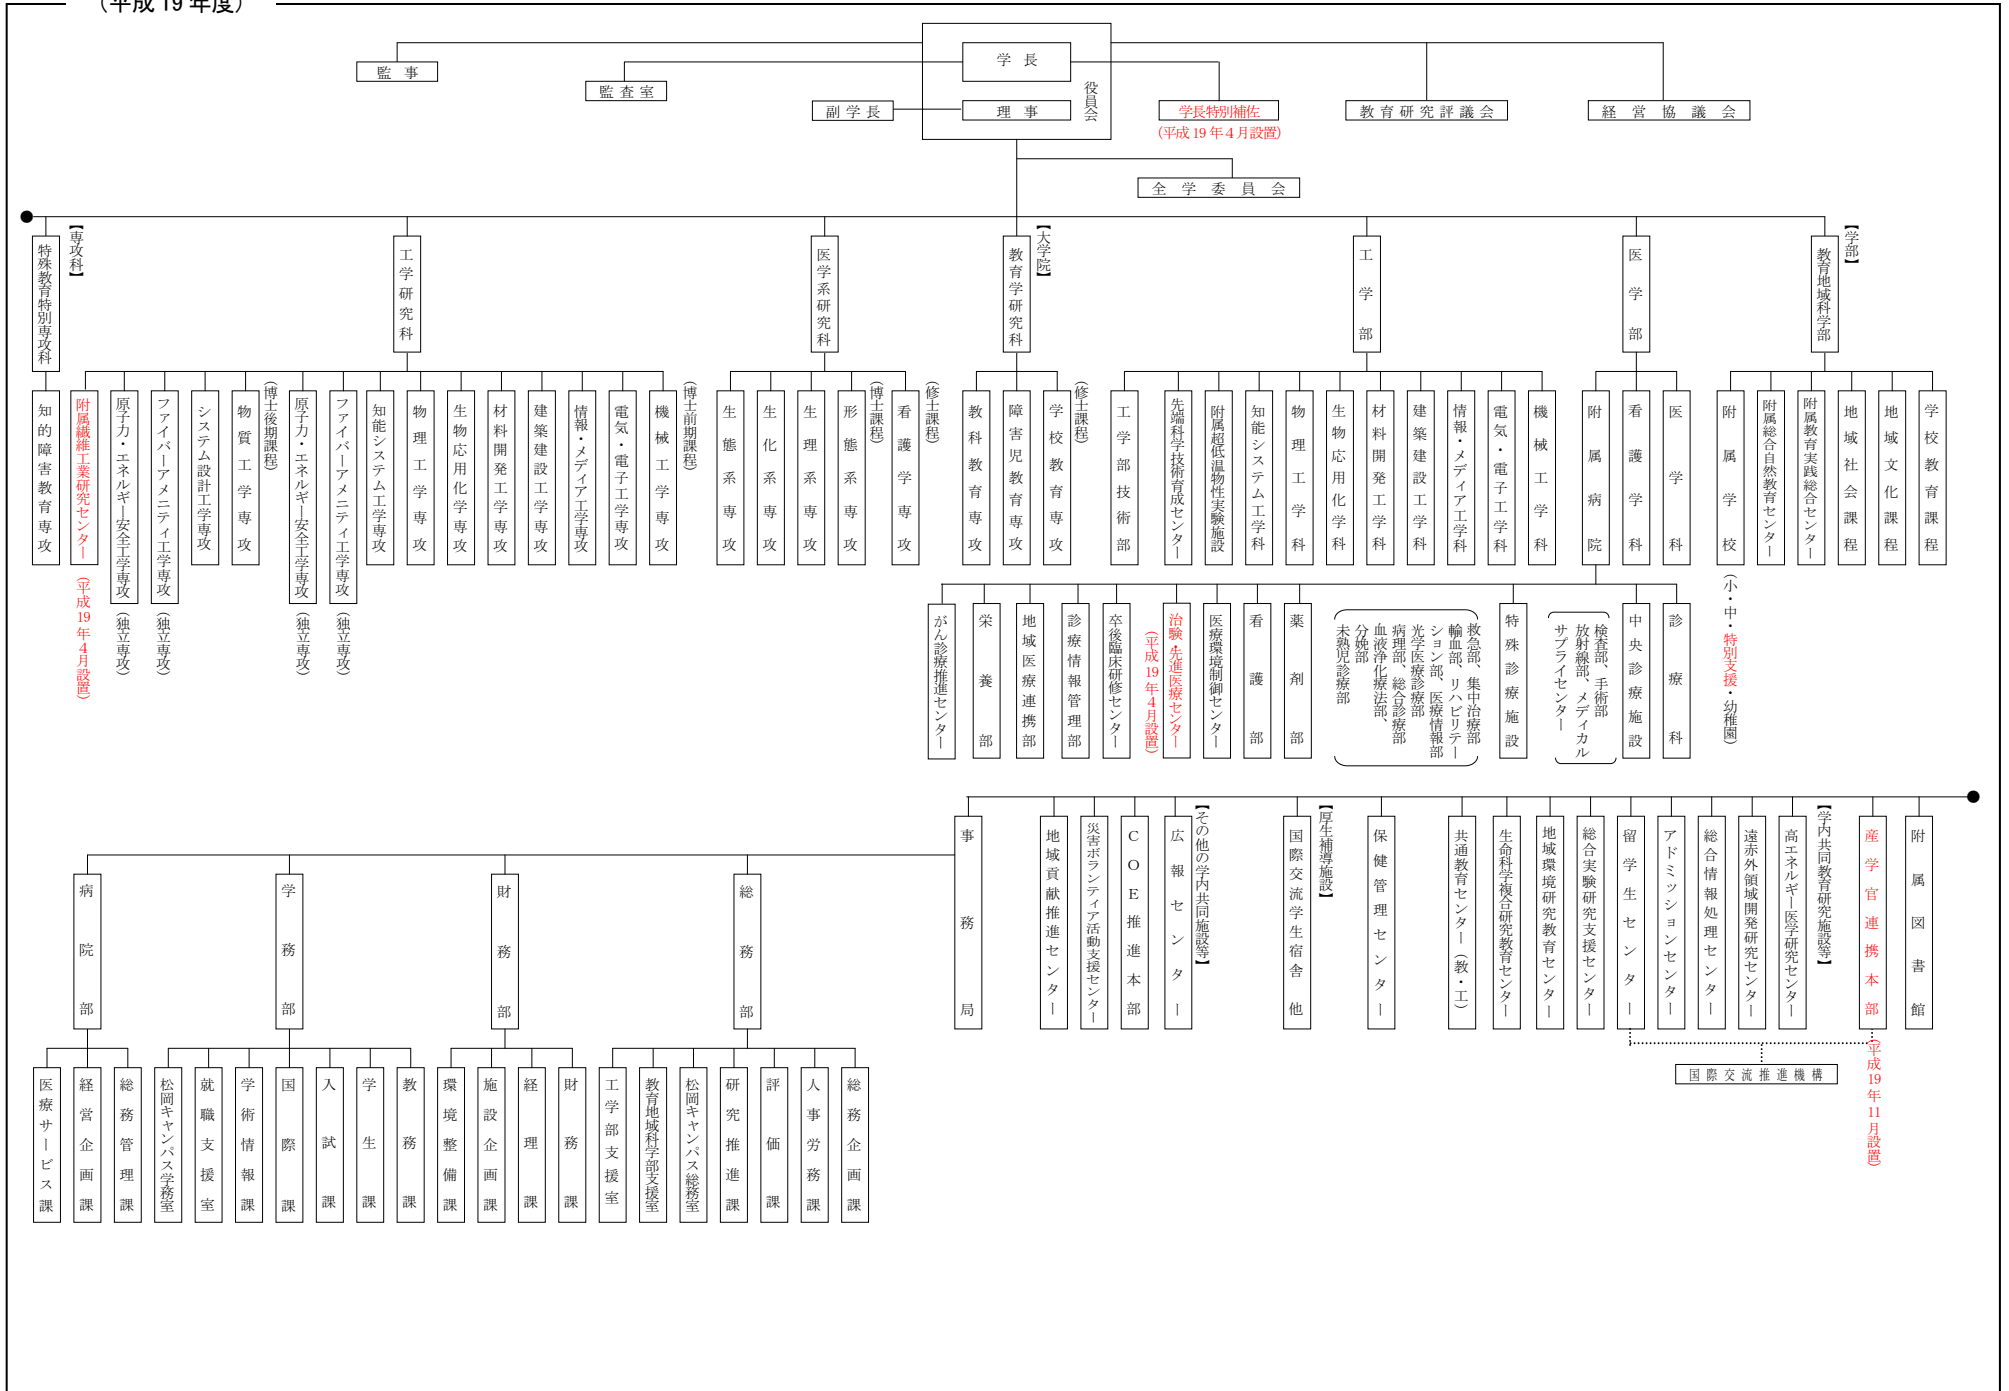 (平成19年度)
学長
理事
役員会
監事
監査室
副学長
学長特別補佐
(平成19年4月設置)
教育研究評議会
経営協議会
全学委員会
【学部】
教育地域科学部
学校教育課程
地域文化課程
地域社会課程
附属教育実践総合センター
附属総合自然教育センター
附属学校
(小・中・特別支援・幼稚園)
医学部
医学科
看護学科
附属病院
診療科
中央診療施設
検査部、手術部
放射線部、メディカル
サプライセンター
特殊診療施設
救急部、集中治療部
輸血部、リハビリテー
ション部、医療情報部
光学医療診療部
病理部、総合診療部
血液浄化療法部、
分娩部
未熟児診療部
薬剤部
看護部
医療環境制御センター
治験・先進医療センター
(平成19年4月設置)
卒後臨床研修センター
診療情報管理部
地域医療連携部
栄養部
がん診療推進センター
工学部
機械工学科
電気・電子工学科
情報・メディア工学科
建築建設工学科
材料開発工学科
生物応用化学科
物理工学科
知能システム工学科
附属超低温物性実験施設
先端科学技術育成センター
工学部技術部
【大学院】
教育学研究科
(修士課程)
学校教育専攻
障害児教育専攻
教科教育専攻
医学系研究科
(修士課程)
看護学専攻
(博士課程)
形態系専攻
生理系専攻
生化系専攻
生態系専攻
工学研究科
(博士前期課程)
機械工学専攻
電気・電子工学専攻
情報・メディア工学専攻
建築建設工学専攻
材料開発工学専攻
生物応用化学専攻
物理工学専攻
知能システム工学専攻
ファイバーアメニティ工学専攻
(独立専攻)
原子力・エネルギー安全工学専攻
(独立専攻)
(博士後期課程)
物質工学専攻
システム設計工学専攻
ファイバーアメニティ工学専攻
(独立専攻)
原子力・エネルギー安全工学専攻
(独立専攻)
附属繊維工業研究センター
(平成19年4月設置)
【専攻科】
特殊教育特別専攻科
知的障害教育専攻
附属図書館
産学官連携本部
(平成19年11月設置)
【学内共同教育研究施設等】
高エネルギー医学研究センター
遠赤外領域開発研究センター
総合情報処理センター
アドミッションセンター
留学生センター
国際交流推進機構
総合実験研究支援センター
地域環境研究教育センター
生命科学複合研究教育センター
共通教育センター(教・工)
保健管理センター
【厚生補導施設】
国際交流学生宿舎他
【その他の学内共同施設等】
広報センター
COE推進本部
災害ボランティア活動支援センター
地域貢献推進センター
事務局
総務部
総務企画課
人事労務課
評価課
研究推進課
松岡キャンパス総務室
教育地域科学部支援室
工学部支援室
財務部
財務課
経理課
施設企画課
環境整備課
学務部
教務課
学生課
入試課
国際課
学術情報課
就職支援室
松岡キャンパス学務室
病院部
総務管理課
経営企画課
医療サービス課